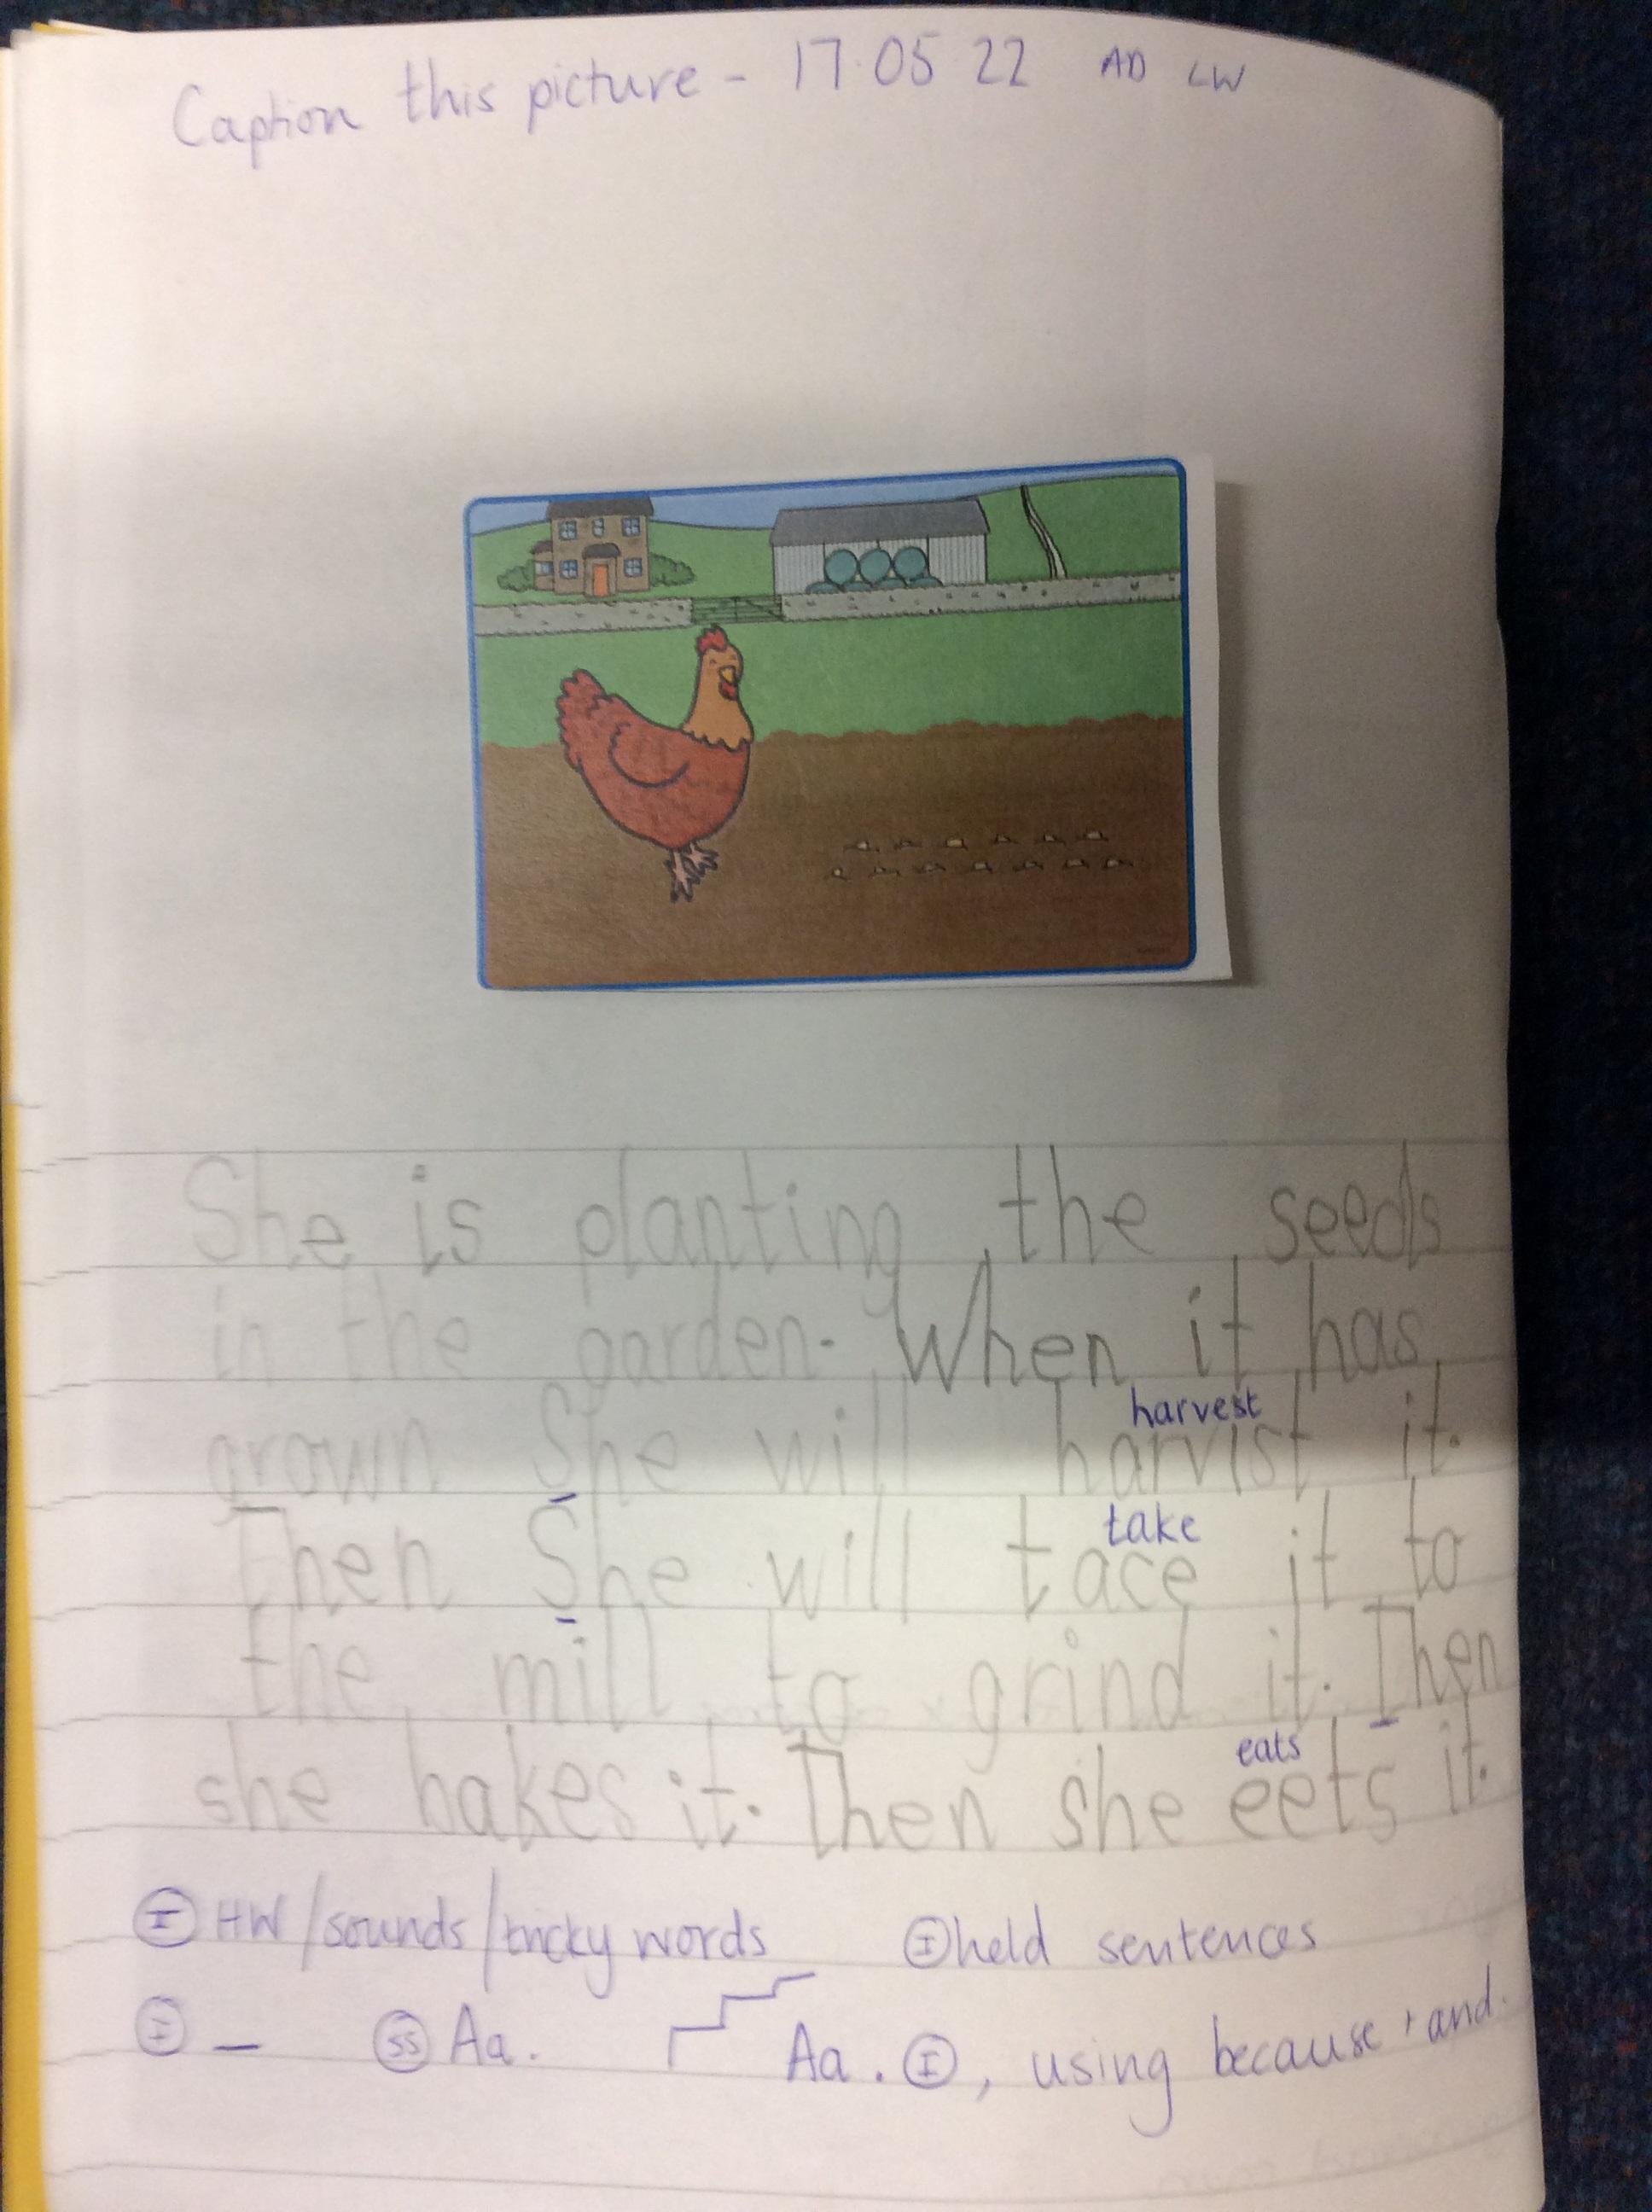 Caption this picture - 17.05.22 AD LW
She is planting the seeds
in the garden. When it has
harvest
grown She will harvist it.
take
Then She will tace it to
the mill to grind it. Then
eats
she bakes it. Then she eets it.
Ⓘ HW/sounds/tricky words Ⓘ held sentences
Ⓘ _ ⓈⓈ Aa. Aa. Ⓘ, using because, and.